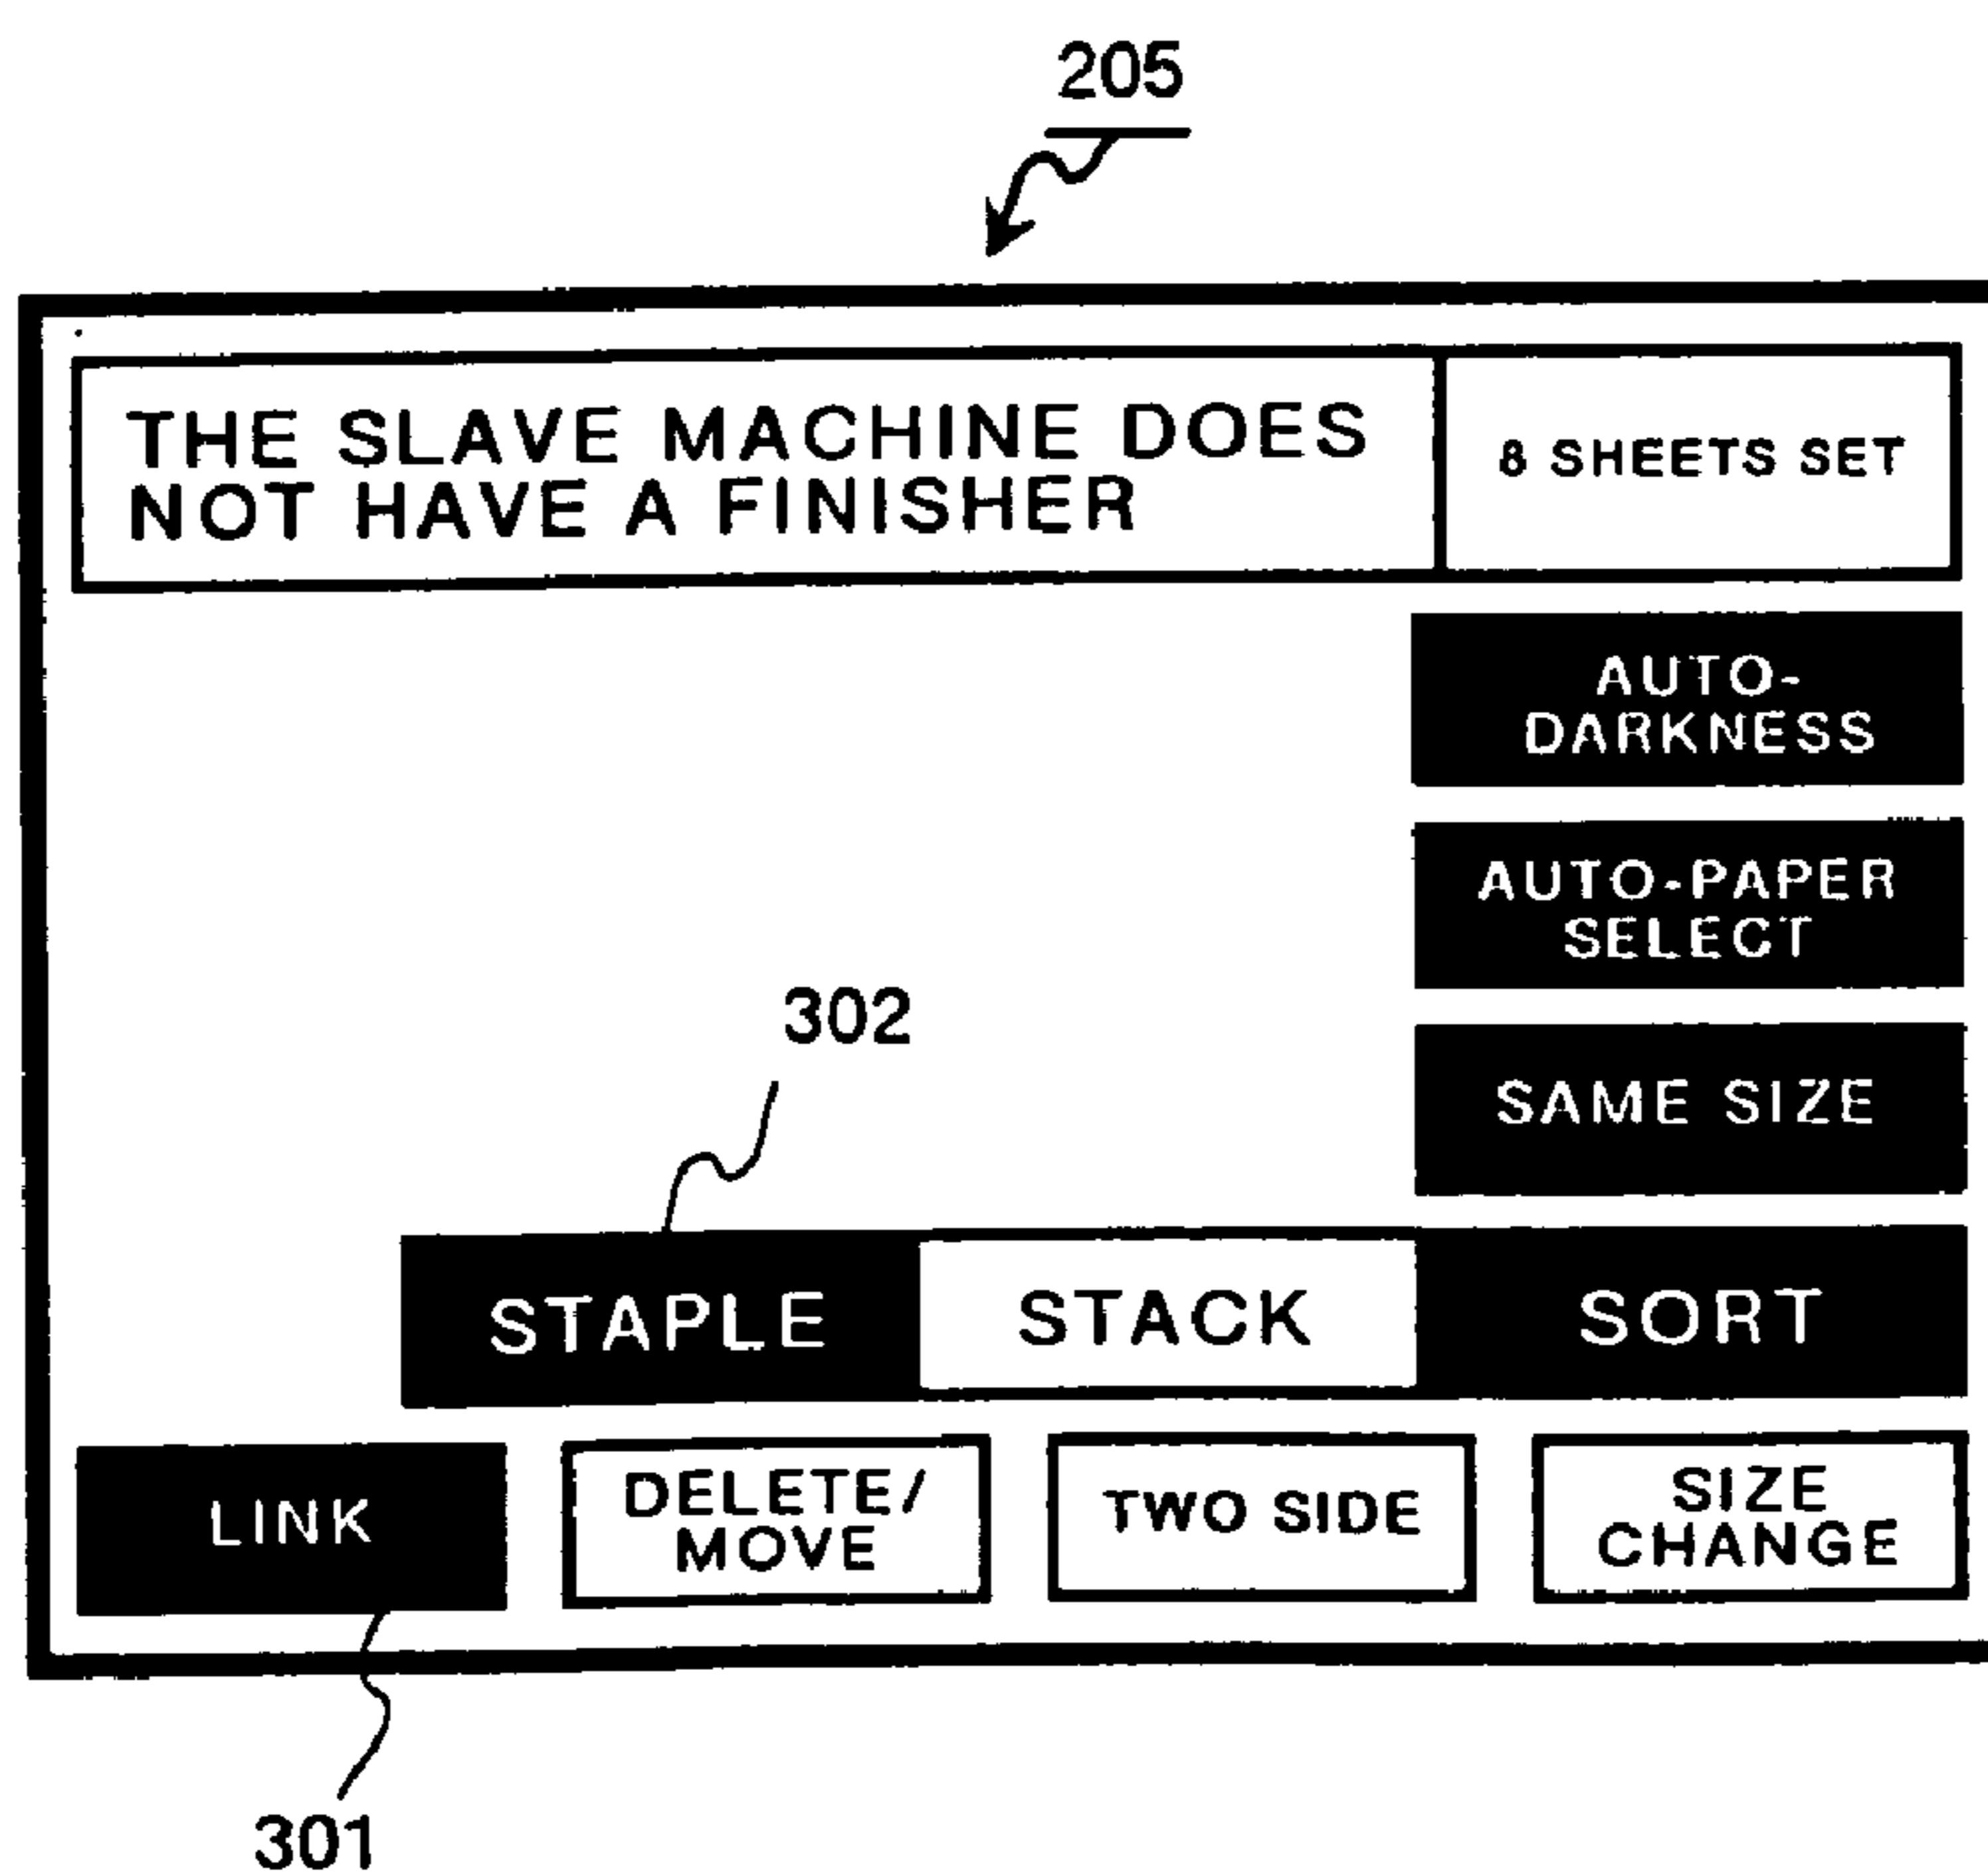 205
THE SLAVE MACHINE DOES
NOT HAVE A FINISHER
8 SHEETS SET
AUTO-
DARKNESS
AUTO-PAPER
SELECT
SAME SIZE
302
STAPLE
STACK
SORT
LINK
DELETE/
MOVE
TWO SIDE
SIZE
CHANGE
301